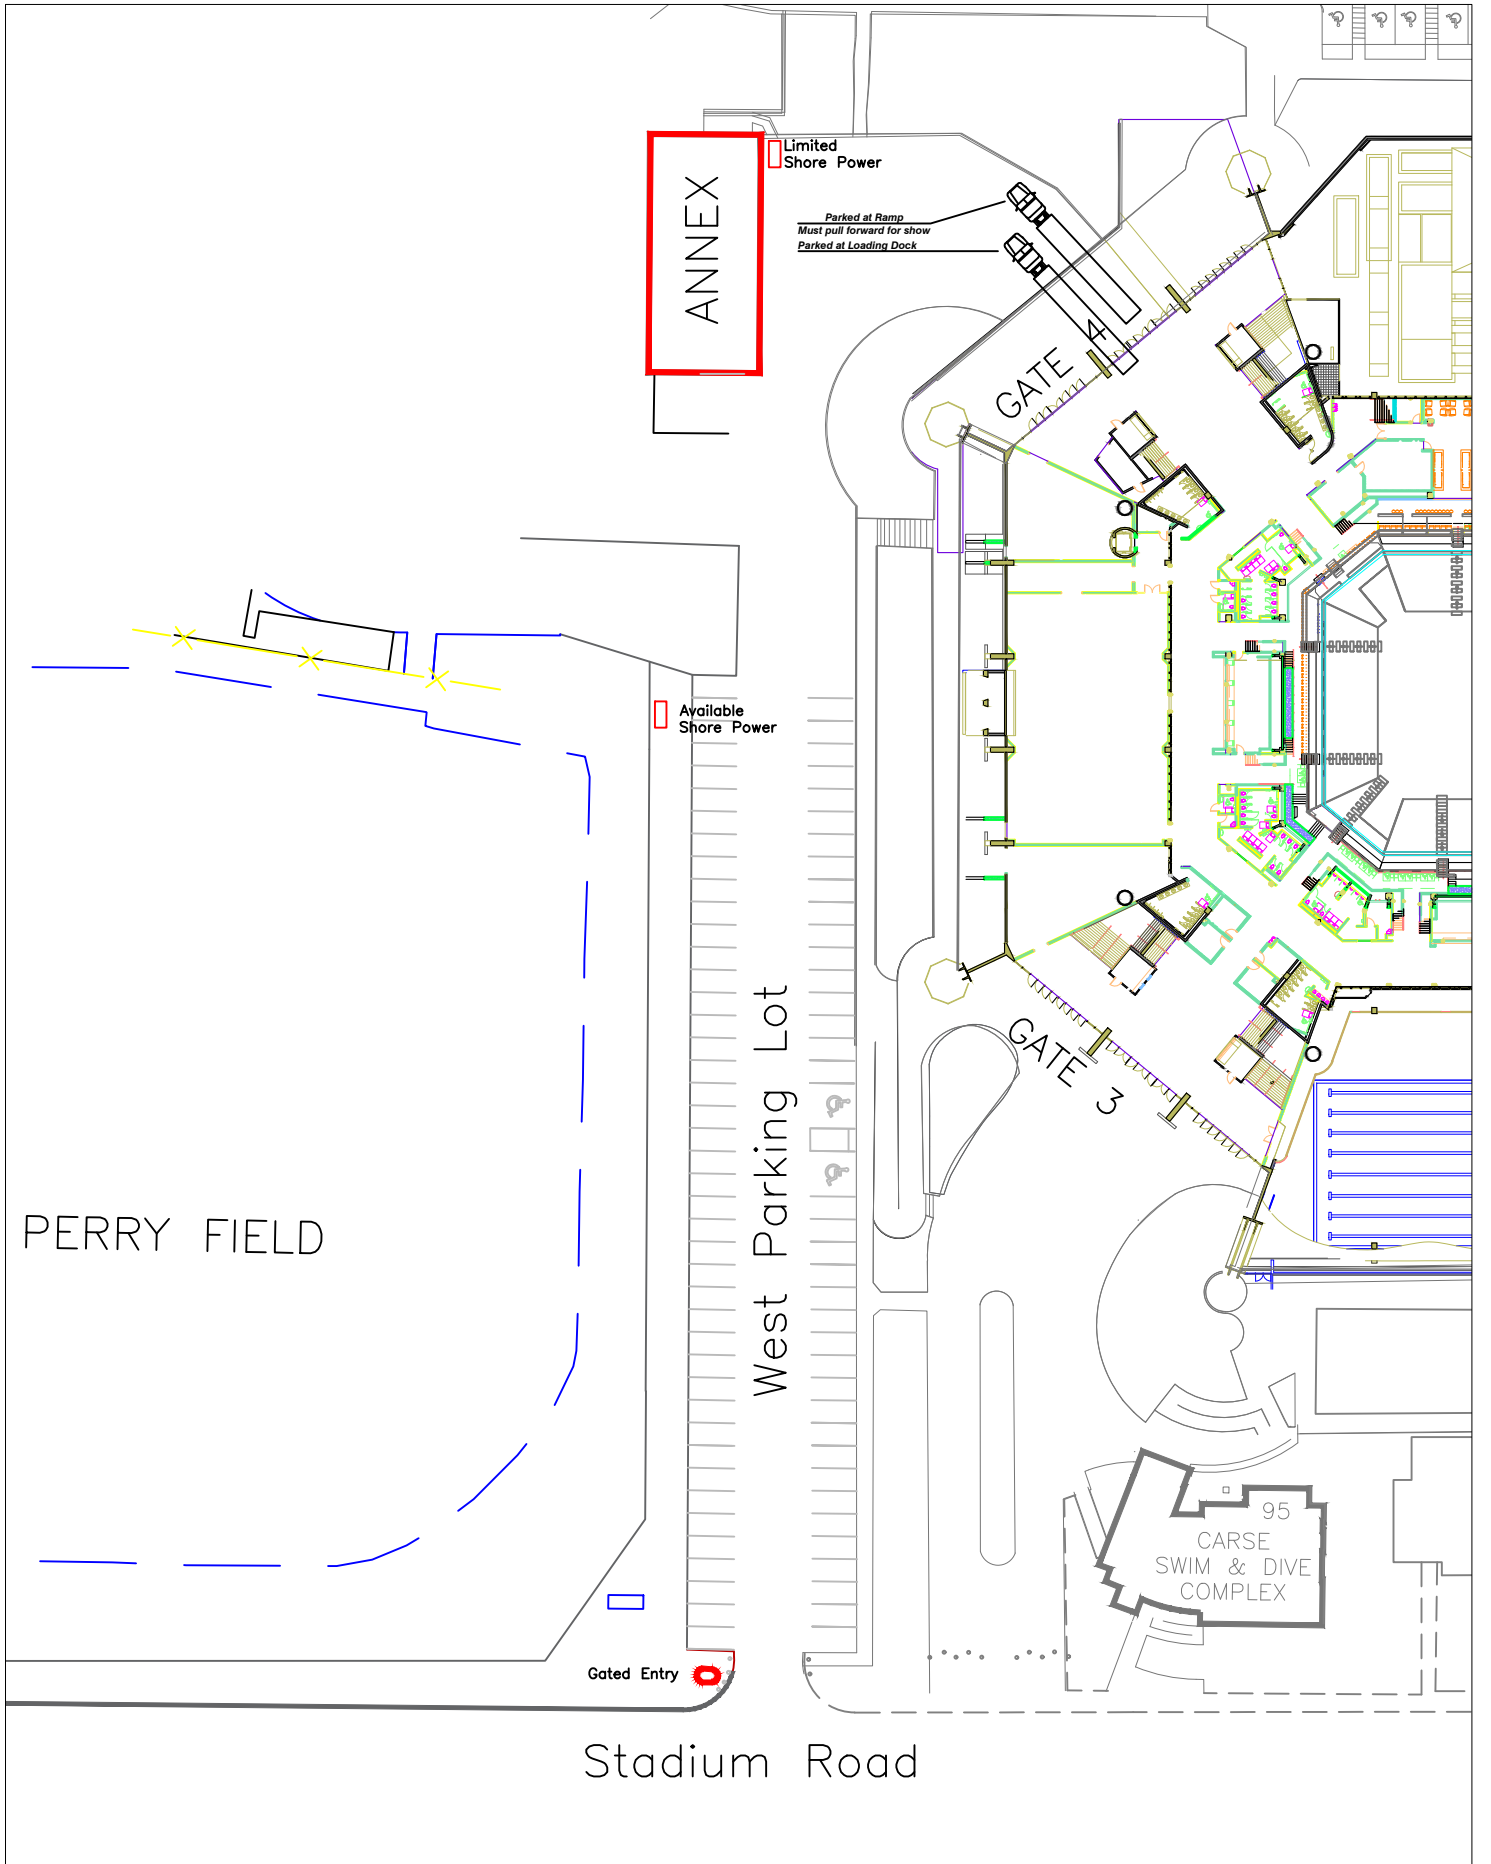 Limited
Shore Power
ANNEX
Parked at Ramp
Must pull forward for show
Parked at Loading Dock
GATE 4
Available
Shore Power
West Parking Lot
GATE 3
PERRY FIELD
95
CARSE
SWIM & DIVE
COMPLEX
Gated Entry
Stadium Road